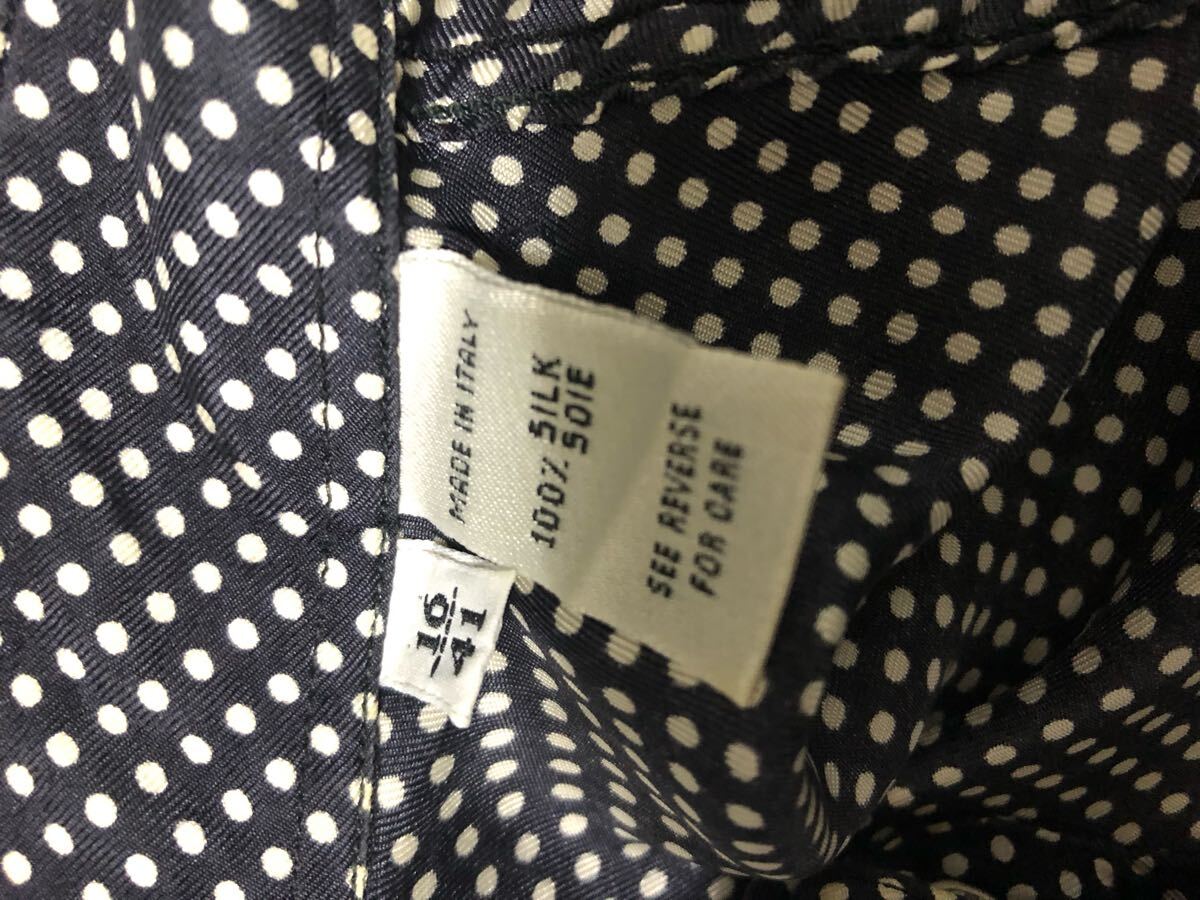 MADE IN ITALY
100% SILK
SOIE
SEE REVERSE
FOR CARE
16
41